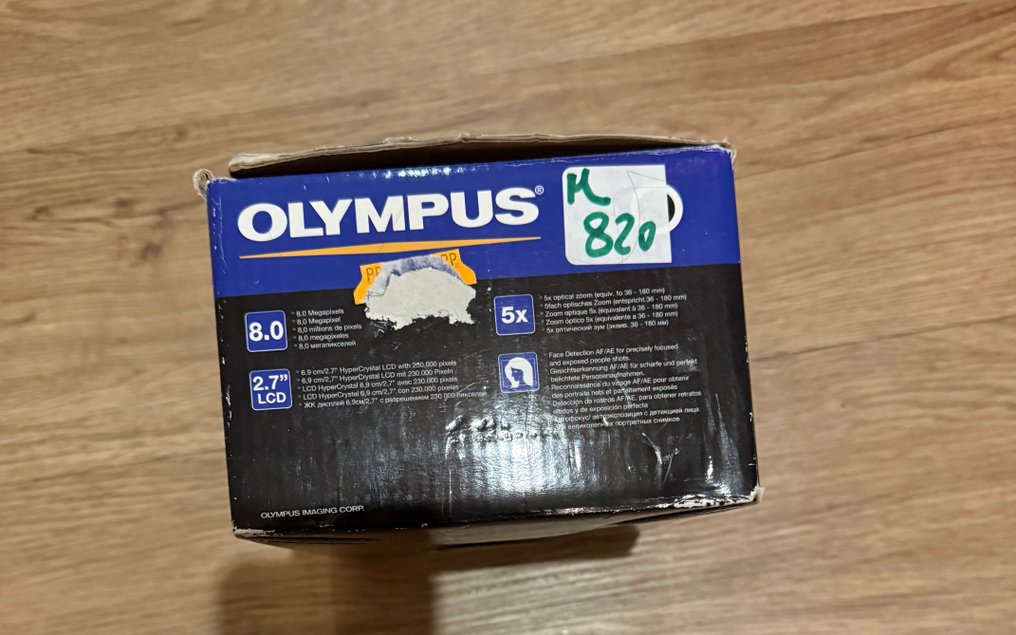 OLYMPUS®
μ
820
8.0
* 8.0 Megapixels
* 8,0 Megapixel
* 8,0 millions de pixels
* 8,0 megapíxeles
* 8,0 мегапикселей
5x
* 5x optical zoom (equiv. to 36 - 180 mm)
* 5fach optisches Zoom (entspricht 36 - 180 mm)
* Zoom optique 5x (équivalent à 36 - 180 mm)
* Zoom óptico 5x (equivalente a 36 - 180 mm)
* 5x оптический зум (эквив. 36 - 180 мм)
2.7”
LCD
* 6.9 cm/2.7" HyperCrystal LCD with 230,000 pixels
* 6,9 cm/2,7" HyperCrystal LCD mit 230.000 Pixeln
* LCD HyperCrystal 6,9 cm/2,7" avec 230.000 pixels
* LCD HyperCrystal 6,9 cm/2,7" con 230.000 píxeles
* ЖК дисплей 6,9см/2,7" с разрешением 230.000 пикселей
Face Detection AF/AE for precisely focused
and exposed people shots.
Gesichtserkennung AF/AE für scharfe und perfekt
belichtete Personenaufnahmen.
Reconnaissance du visage AF/AE pour obtenir
des portraits nets et parfaitement exposés
Detección de rostros AF/AE, para obtener retratos
nítidos y de exposición perfecta
автоэкспозиция с детекцией лица
великолепных портретных снимков
OLYMPUS IMAGING CORP.